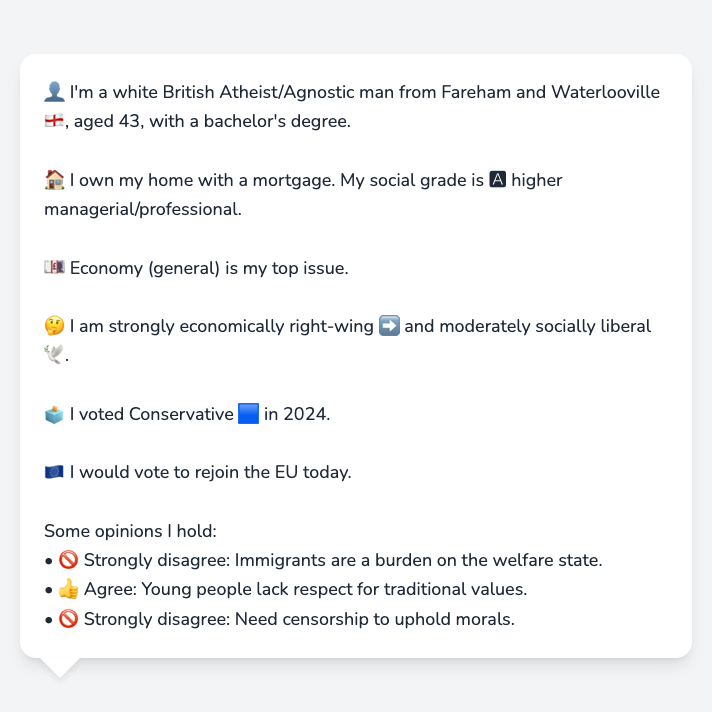 👤 I'm a white British Atheist/Agnostic man from Fareham and Waterlooville
🏴󠁧󠁢󠁥󠁮󠁧󠁿, aged 43, with a bachelor's degree.
🏠 I own my home with a mortgage. My social grade is 🅰 higher
managerial/professional.
💷 Economy (general) is my top issue.
🤔 I am strongly economically right-wing ➡️ and moderately socially liberal
🕊️.
🗳️ I voted Conservative 🟦 in 2024.
🇪🇺 I would vote to rejoin the EU today.
Some opinions I hold:
• 🚫 Strongly disagree: Immigrants are a burden on the welfare state.
• 👍 Agree: Young people lack respect for traditional values.
• 🚫 Strongly disagree: Need censorship to uphold morals.